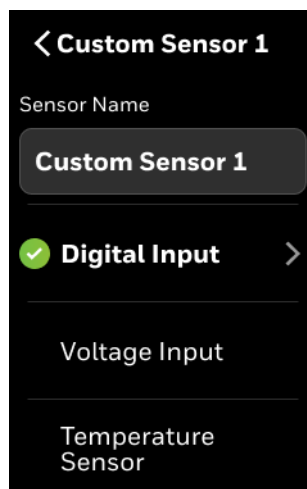 Custom Sensor 1
Sensor Name
Custom Sensor 1
Digital Input
Voltage Input
Temperature
Sensor